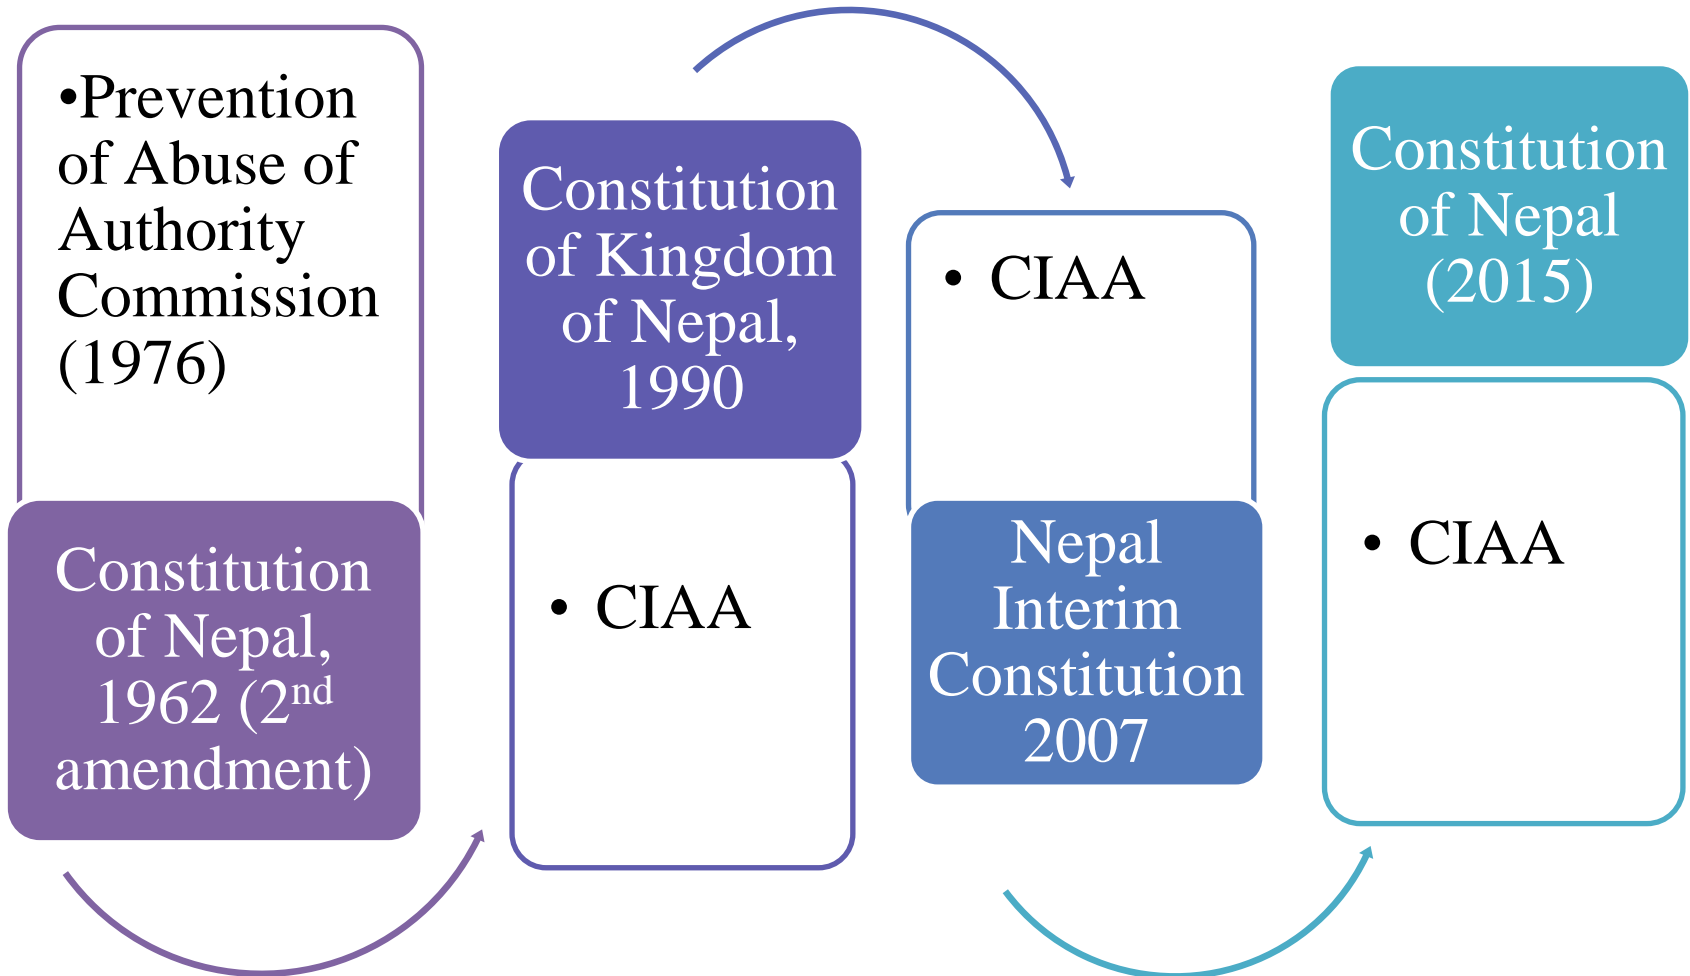 •Prevention
of Abuse of
Authority
Commission
(1976)
Constitution
of Nepal,
1962 (2nd
amendment)
Constitution
of Kingdom
of Nepal,
1990
• CIAA
• CIAA
Nepal
Interim
Constitution
2007
Constitution
of Nepal
(2015)
• CIAA